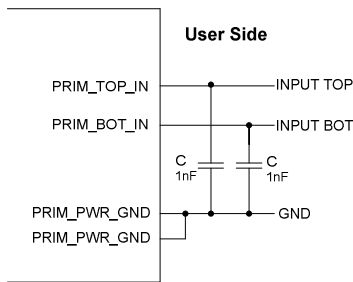 User Side
PRIM_TOP_IN
INPUT TOP
PRIM_BOT_IN
INPUT BOT
C
1nF
C
1nF
PRIM_PWR_GND
GND
PRIM_PWR_GND